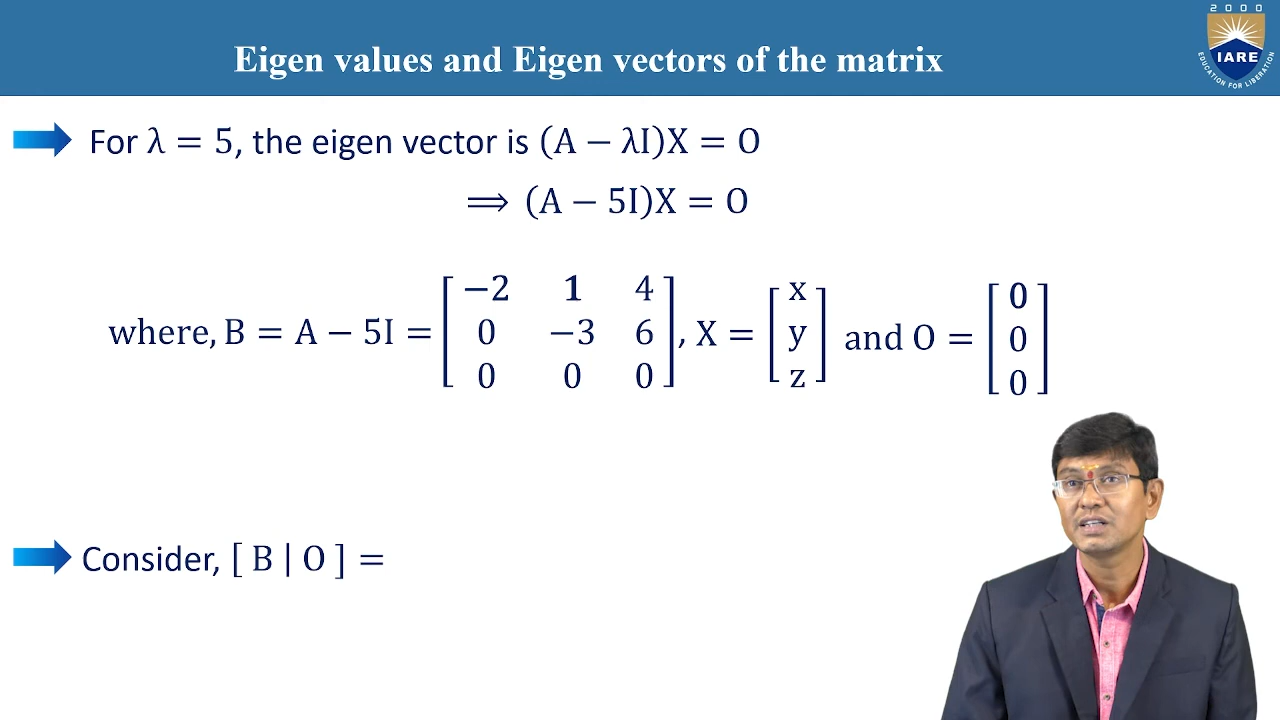 Eigen values and Eigen vectors of the matrix
2000
IARE
EDUCATION FOR LIBERATION
For λ = 5, the eigen vector is (A − λI)X = O
⟹ (A − 5I)X = O
where, B = A − 5I = [−2 1 4
0 −3 6
0 0 0], X = [x
y
z] and O = [0
0
0]
Consider, [ B | O ] =